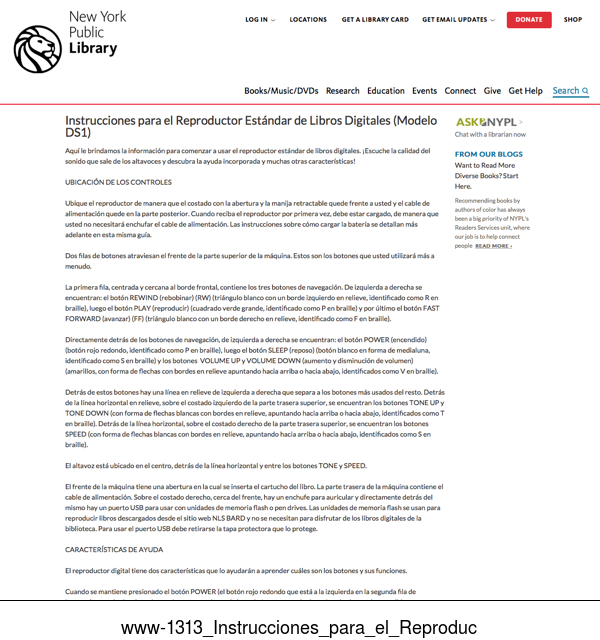 New York
Public
Library
LOG IN
LOCATIONS
GET A LIBRARY CARD
GET EMAIL UPDATES
DONATE
SHOP
Books/Music/DVDs
Research
Education
Events
Connect
Give
Get Help
Search
Instrucciones para el Reproductor Estándar de Libros Digitales (Modelo
DS1)
Aquí le brindamos la información para comenzar a usar el reproductor estándar de libros digitales. ¡Escuche la calidad del
sonido que sale de los altavoces y descubra la ayuda incorporada y muchas otras características!
UBICACIÓN DE LOS CONTROLES
Ubique el reproductor de manera que el costado con la abertura y la manija retractable quede frente a usted y el cable de
alimentación quede en la parte posterior. Cuando reciba el reproductor por primera vez, debe estar cargado, de manera que
usted no necesitará enchufar el cable de alimentación. Las instrucciones sobre cómo cargar la batería se detallan más
adelante en esta misma guía.
Dos filas de botones atraviesan el frente de la parte superior de la máquina. Estos son los botones que usted utilizará más a
menudo.
La primera fila, centrada y cercana al borde frontal, contiene los tres botones de navegación. De izquierda a derecha se
encuentran: el botón REWIND (rebobinar) (RW) (triángulo blanco con un borde izquierdo en relieve, identificado como R en
braille), luego el botón PLAY (reproducir) (cuadrado verde grande, identificado como P en braille) y por último el botón FAST
FORWARD (avanzar) (FF) (triángulo blanco con un borde derecho en relieve, identificado como F en braille).
Directamente detrás de los botones de navegación, de izquierda a derecha se encuentran: el botón POWER (encendido)
(botón rojo redondo, identificado como P en braille), luego el botón SLEEP (reposo) (botón blanco en forma de medialuna,
identificado como S en braille) y los botones VOLUME UP y VOLUME DOWN (aumento y disminución de volumen)
(amarillos, con forma de flechas con bordes en relieve apuntando hacia arriba o hacia abajo, identificados como V en braille).
Detrás de estos botones hay una línea en relieve de izquierda a derecha que separa a los botones más usados del resto. Detrás
de la línea horizontal en relieve, sobre el costado izquierdo de la parte trasera superior, se encuentran los botones TONE UP y
TONE DOWN (con forma de flechas blancas con bordes en relieve, apuntando hacia arriba o hacia abajo, identificados como T
en braille). Detrás de la línea horizontal, sobre el costado derecho de la parte trasera superior, se encuentran los botones
SPEED (con forma de flechas blancas con bordes en relieve, apuntando hacia arriba o hacia abajo, identificados como S en
braille).
El altavoz está ubicado en el centro, detrás de la línea horizontal y entre los botones TONE y SPEED.
El frente de la máquina tiene una abertura en la cual se inserta el cartucho del libro. La parte trasera de la máquina contiene el
cable de alimentación. Sobre el costado derecho, cerca del frente, hay un enchufe para auricular y directamente detrás del
mismo hay un puerto USB para usar con unidades de memoria flash o pen drives. Las unidades de memoria flash se usan para
reproducir libros descargados desde el sitio web NLS BARD y no se necesitan para disfrutar de los libros digitales de la
biblioteca. Para usar el puerto USB debe retirarse la tapa protectora que lo protege.
CARACTERÍSTICAS DE AYUDA
El reproductor digital tiene dos características que lo ayudarán a aprender cuáles son los botones y sus funciones.
Cuando se mantiene presionado el botón POWER (el botón rojo redondo que está a la izquierda en la segunda fila de
ASK NYPL >
Chat with a librarian now
FROM OUR BLOGS
Want to Read More
Diverse Books? Start
Here.
Recommending books by
authors of color has always
been a big priority of NYPL's
Readers Services unit, where
our job is to help connect
people READ MORE ›
www-1313_Instrucciones_para_el_Reproduc